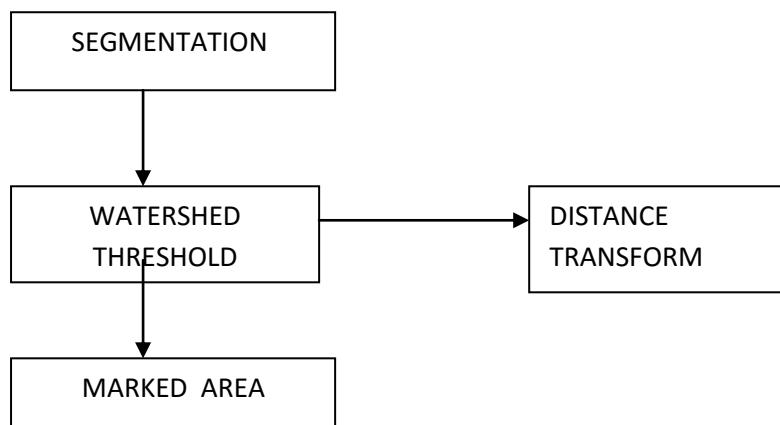 SEGMENTATION
WATERSHED
THRESHOLD
DISTANCE
TRANSFORM
MARKED AREA